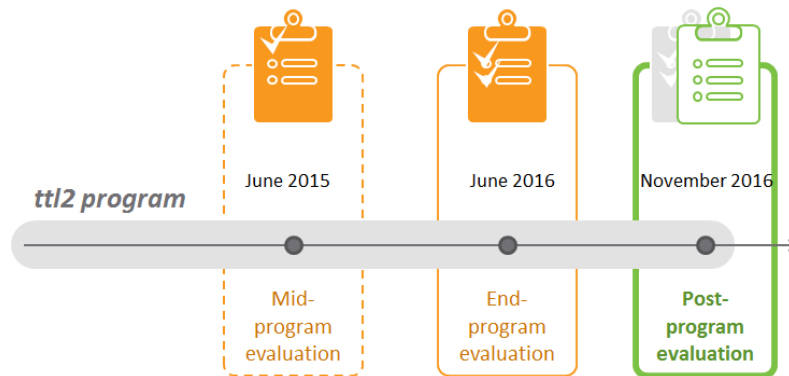 June 2015
June 2016
November 2016
ttl2 program
Mid-
program
evaluation
End-
program
evaluation
Post-
program
evaluation